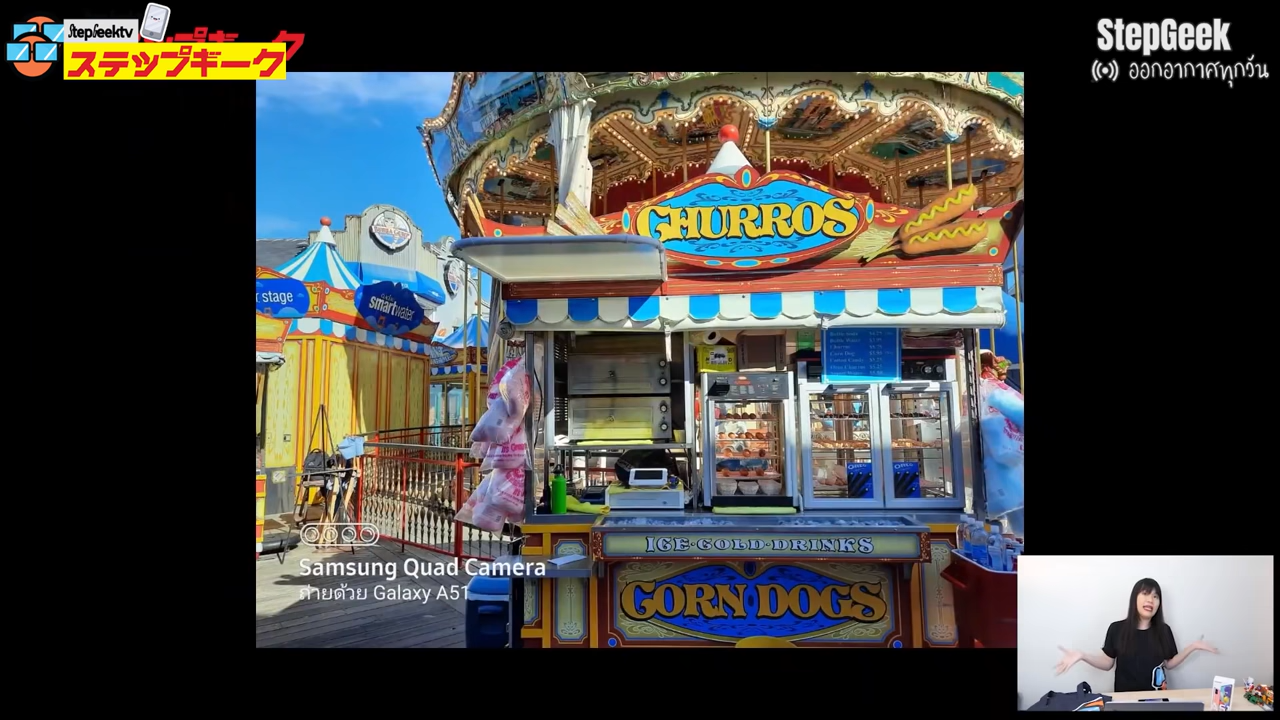 StepGeektv
ステップギーク
StepGeek
ออกอากาศทุกวัน
CHURROS
r stage
smartwater
ICE-COLD-DRINKS
CORN DOGS
Samsung Quad Camera
ถ่ายด้วย Galaxy A51